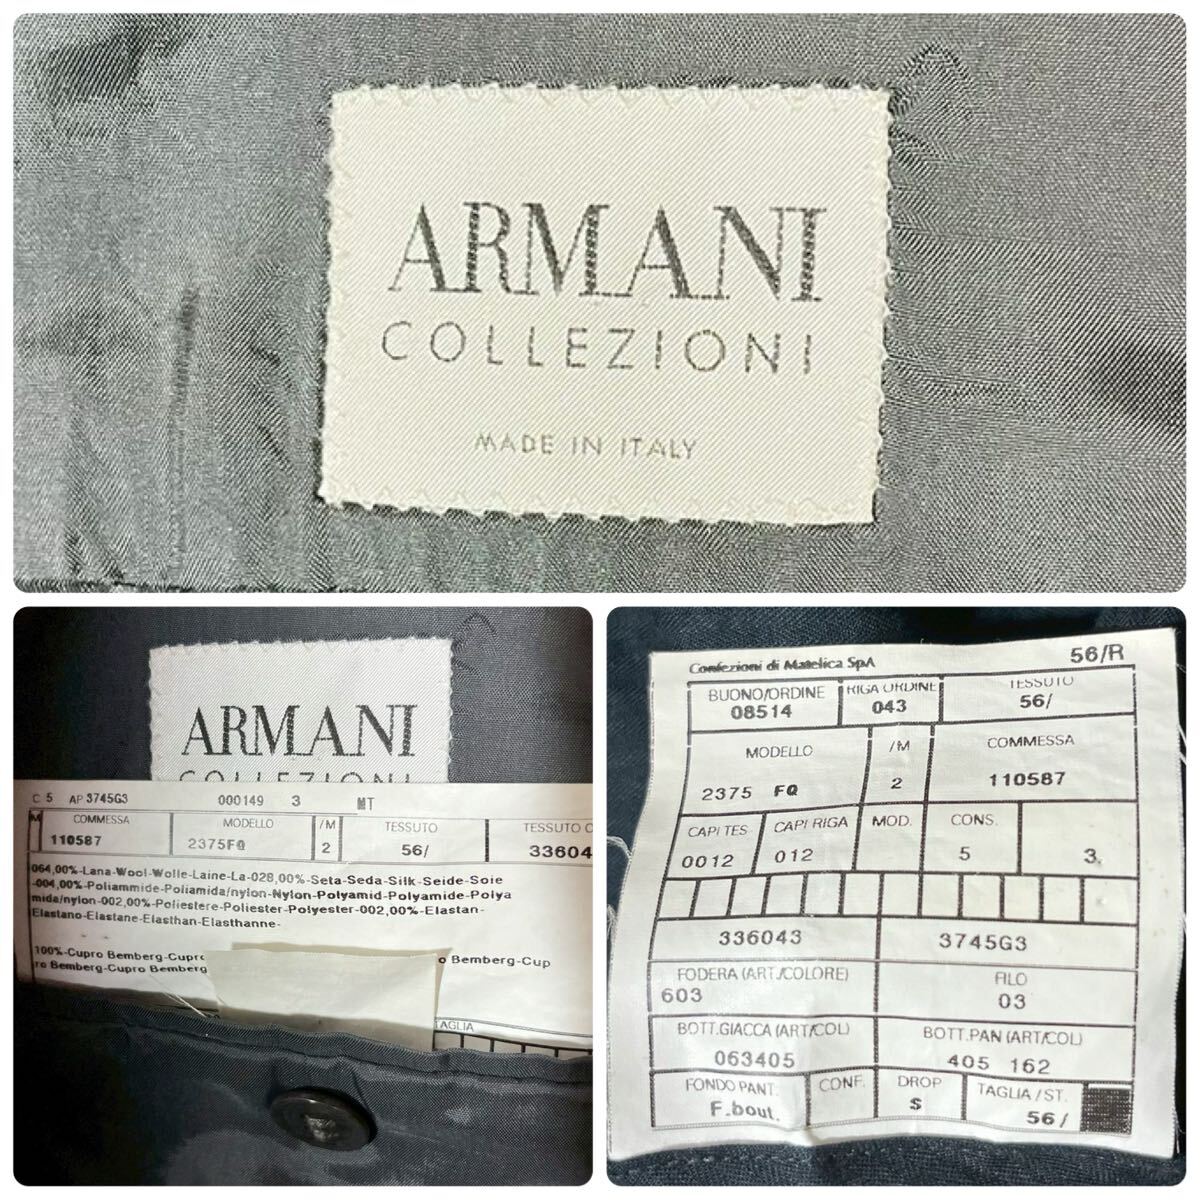 ARMANI
COLLEZIONI
MADE IN ITALY
ARMANI
COLLEZIONI
C 5 AP 3745G3 000149 3 MT
M COMMESSA MODELLO /M TESSUTO TESSUTO C
110587 2375FQ 2 56/ 33604
064,00%-Lana-Wool-Wolle-Laine-La-028,00%-Seta-Seda-Silk-Seide-Soie
-004,00%-Poliammide-Poliamida/nylon-Nylon-Polyamid-Polyamide-Polya
mida/nylon-002,00%-Poliestere-Poliester-Polyester-002,00%-Elastan-
Elastano-Elastane-Elasthan-Elasthanne-
100%-Cupro Bemberg-Cupro o Bemberg-Cup
ro Bemberg-Cupro Bemberg
TAGLIA
Confezioni di Matelica SpA 56/R
BUONO/ORDINE RIGA ORDINE TESSUTO
08514 043 56/
MODELLO /M COMMESSA
2375 FQ 2 110587
CAPI TES CAPI RIGA MOD. CONS.
0012 012 5 3.
336043 3745G3
FODERA (ART./COLORE) FILO
603 03
BOTT.GIACCA (ART/COL) BOTT.PAN (ART/COL)
063405 405 162
FONDO PANT. CONF. DROP TAGLIA / ST.
F.bout. S 56/